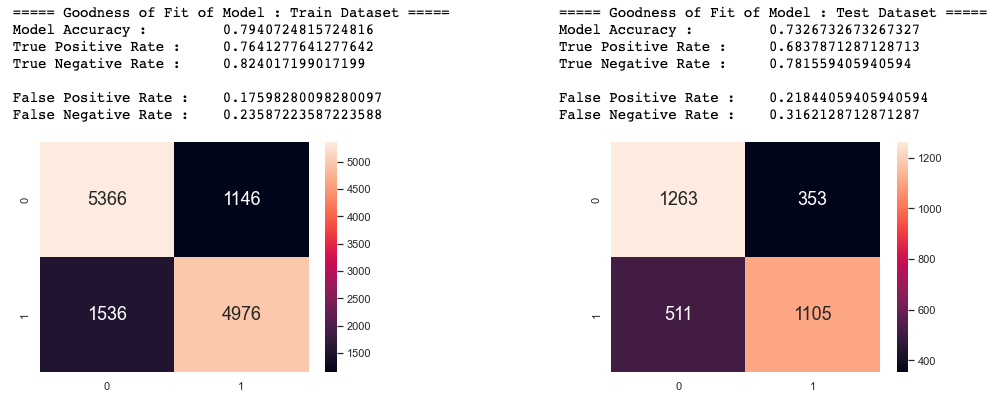 ===== Goodness of Fit of Model : Train Dataset =====
Model Accuracy : 0.7940724815724816
True Positive Rate : 0.7641277641277642
True Negative Rate : 0.824017199017199
False Positive Rate : 0.17598280098280097
False Negative Rate : 0.23587223587223588
5366 1146
1536 4976
0
1
0 1
5000
4500
4000
3500
3000
2500
2000
1500
===== Goodness of Fit of Model : Test Dataset =====
Model Accuracy : 0.7326732673267327
True Positive Rate : 0.6837871287128713
True Negative Rate : 0.781559405940594
False Positive Rate : 0.21844059405940594
False Negative Rate : 0.3162128712871287
1263 353
511 1105
0
1
0 1
1200
1000
800
600
400